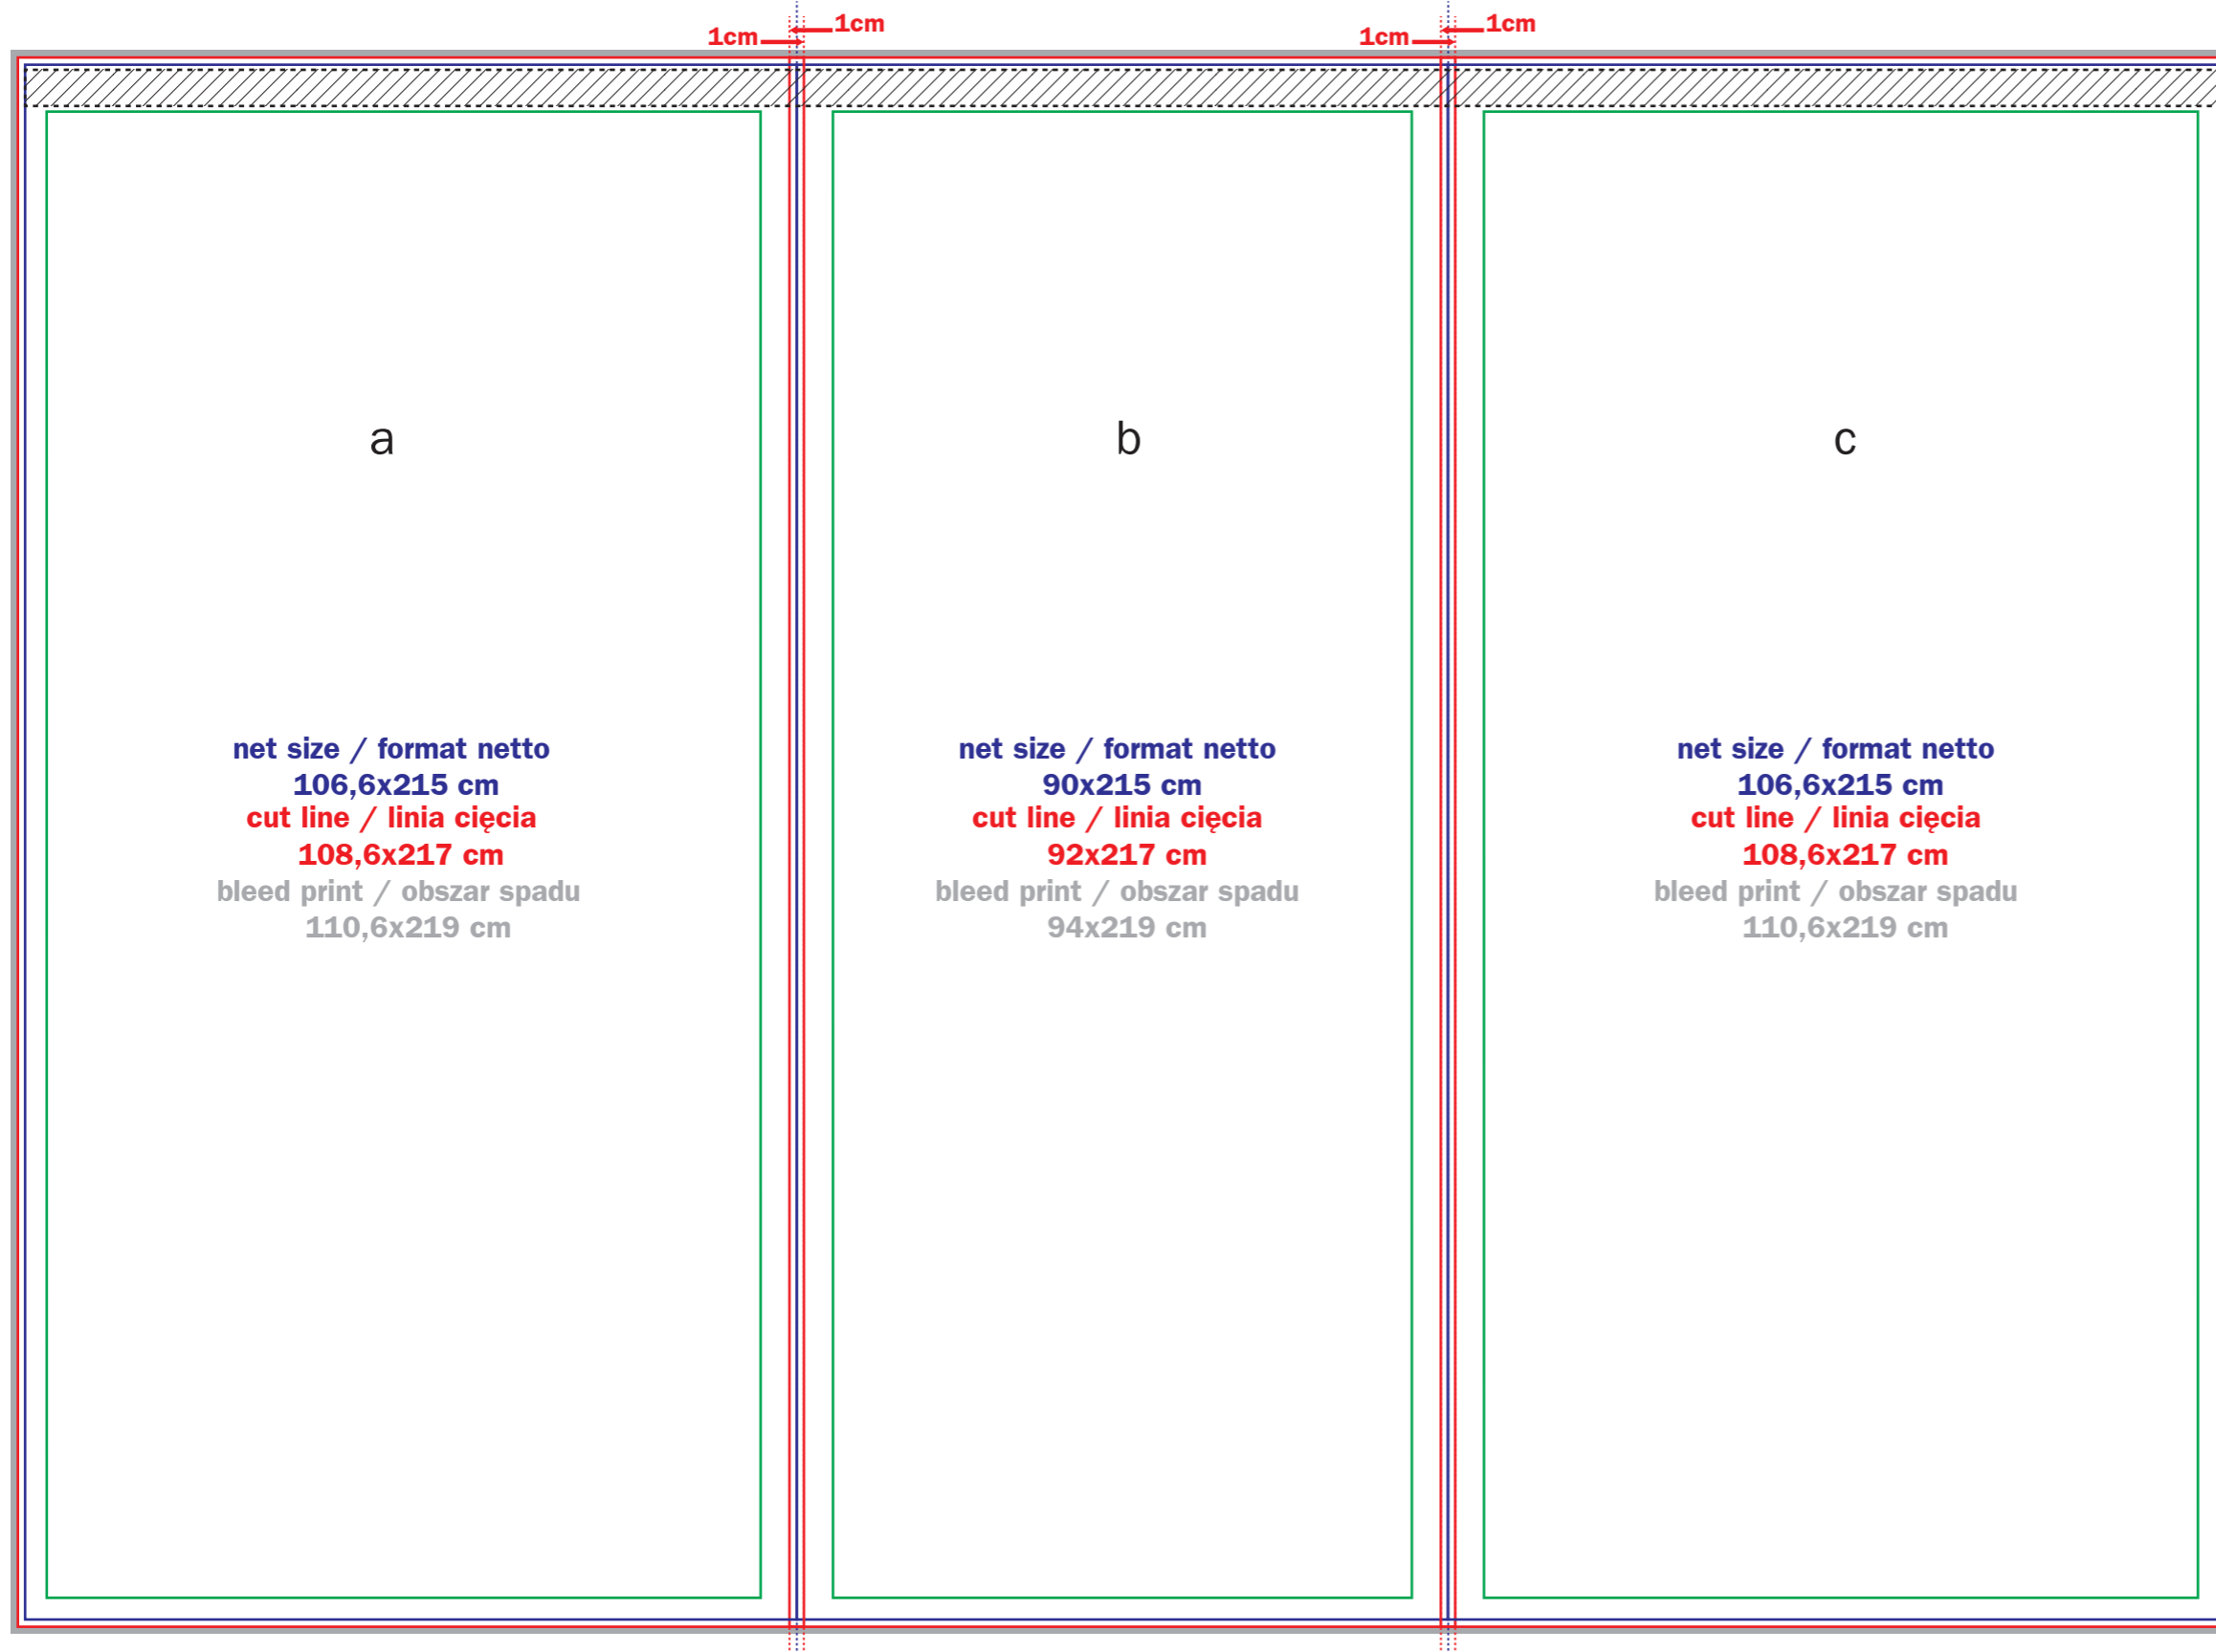 1cm
1cm
1cm
1cm
a
b
c
net size / format netto
106,6x215 cm
cut line / linia cięcia
108,6x217 cm
bleed print / obszar spadu
110,6x219 cm
net size / format netto
90x215 cm
cut line / linia cięcia
92x217 cm
bleed print / obszar spadu
94x219 cm
net size / format netto
106,6x215 cm
cut line / linia cięcia
108,6x217 cm
bleed print / obszar spadu
110,6x219 cm